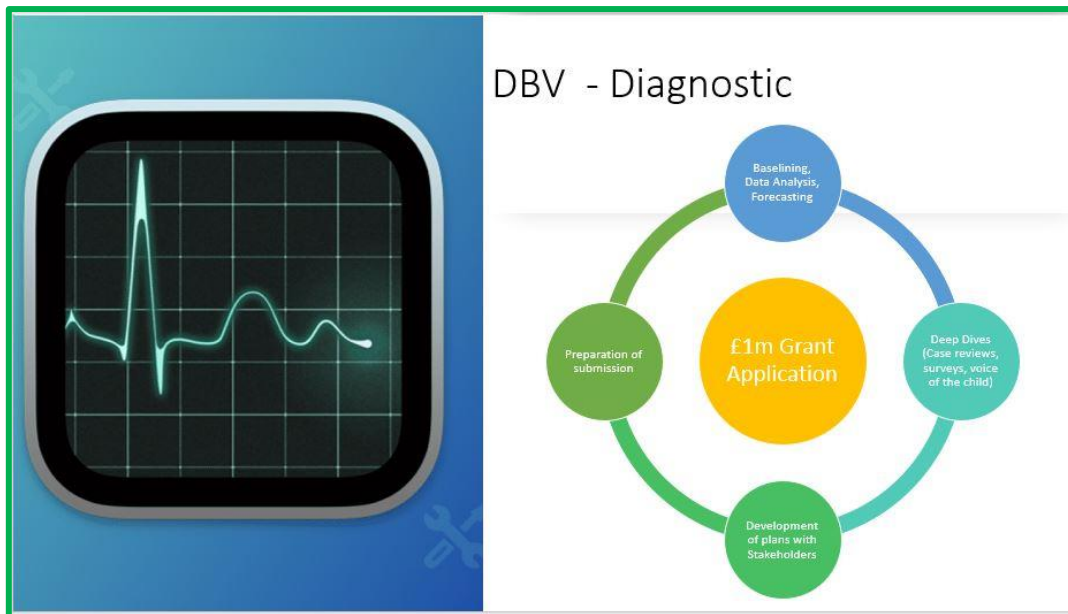 DBV - Diagnostic
Baselining,
Data Analysis,
Forecasting
Deep Dives
(Case reviews,
surveys, voice
of the child)
Development
of plans with
Stakeholders
Preparation of
submission
£1m Grant
Application